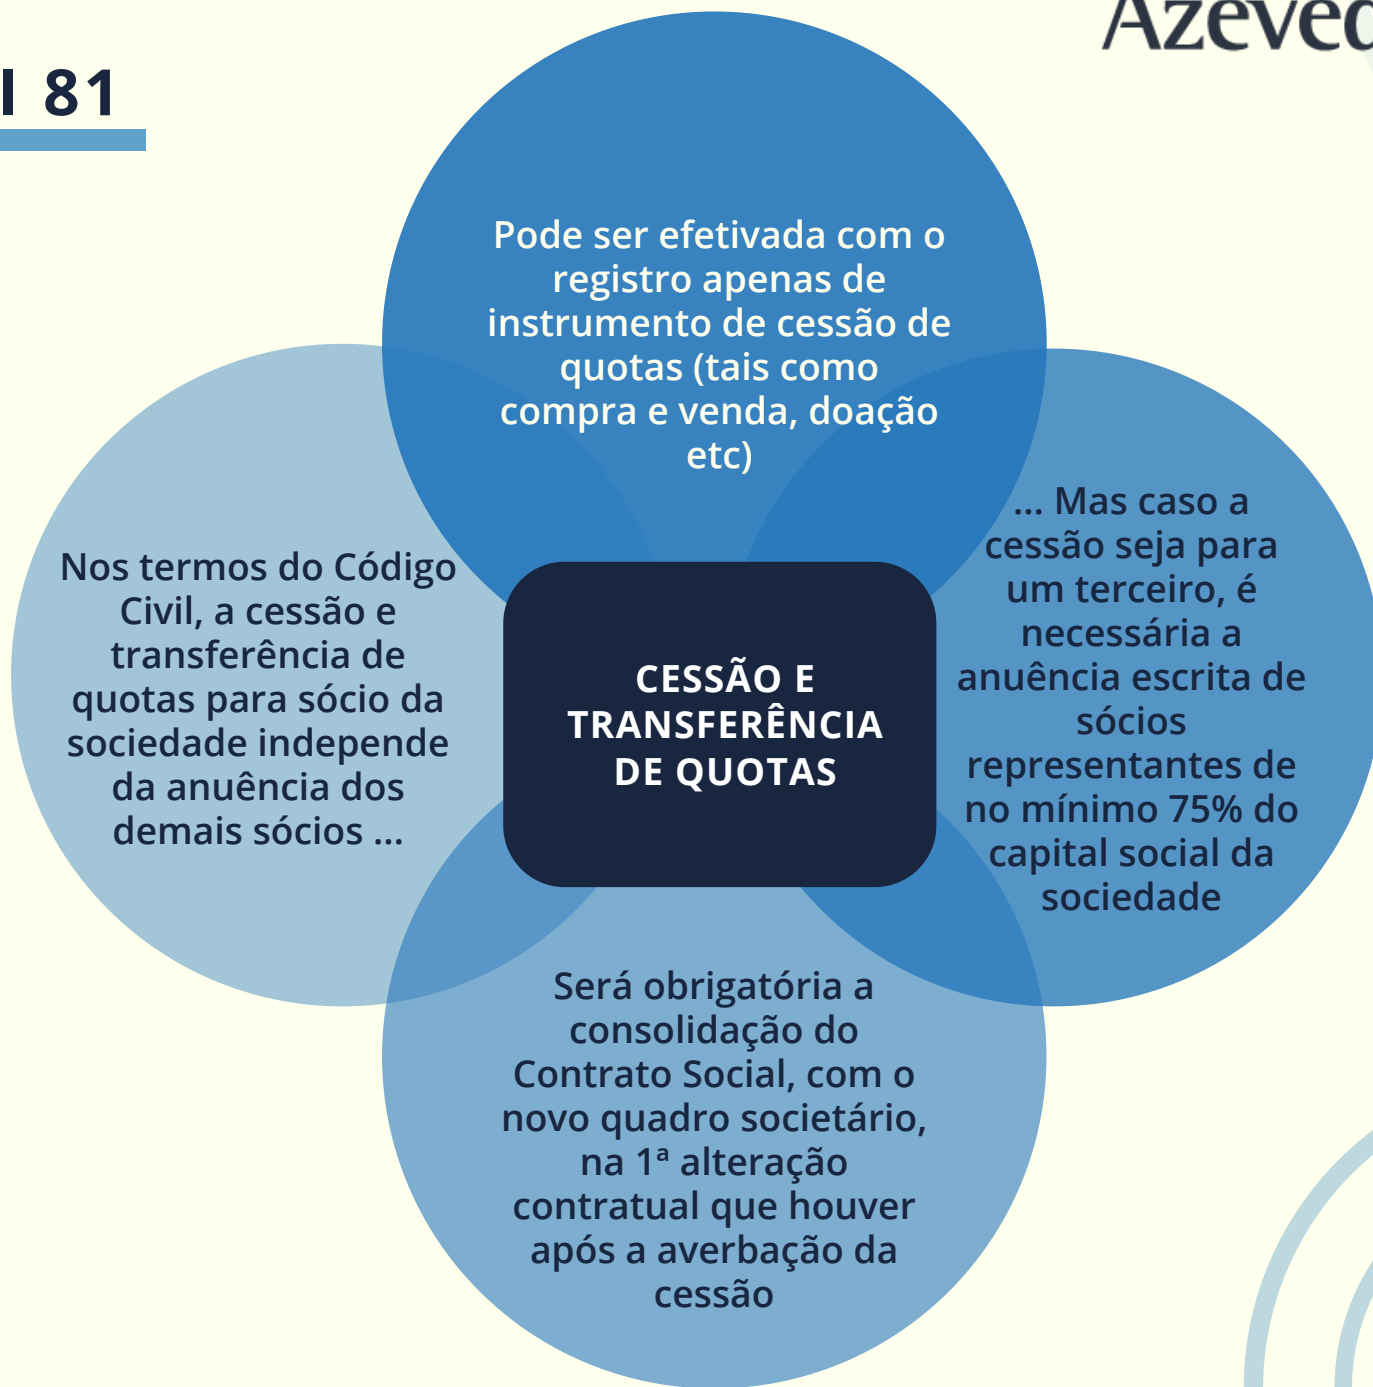 81
Pode ser efetivada com o
registro apenas de
instrumento de cessão de
quotas (tais como
compra e venda, doação
etc)
Nos termos do Código
Civil, a cessão e
transferência de
quotas para sócio da
sociedade independe
da anuência dos
demais sócios ...
CESSÃO E
TRANSFERÊNCIA
DE QUOTAS
... Mas caso a
cessão seja para
um terceiro, é
necessária a
anuência escrita de
sócios
representantes de
no mínimo 75% do
capital social da
sociedade
Será obrigatória a
consolidação do
Contrato Social, com o
novo quadro societário,
na 1ª alteração
contratual que houver
após a averbação da
cessão